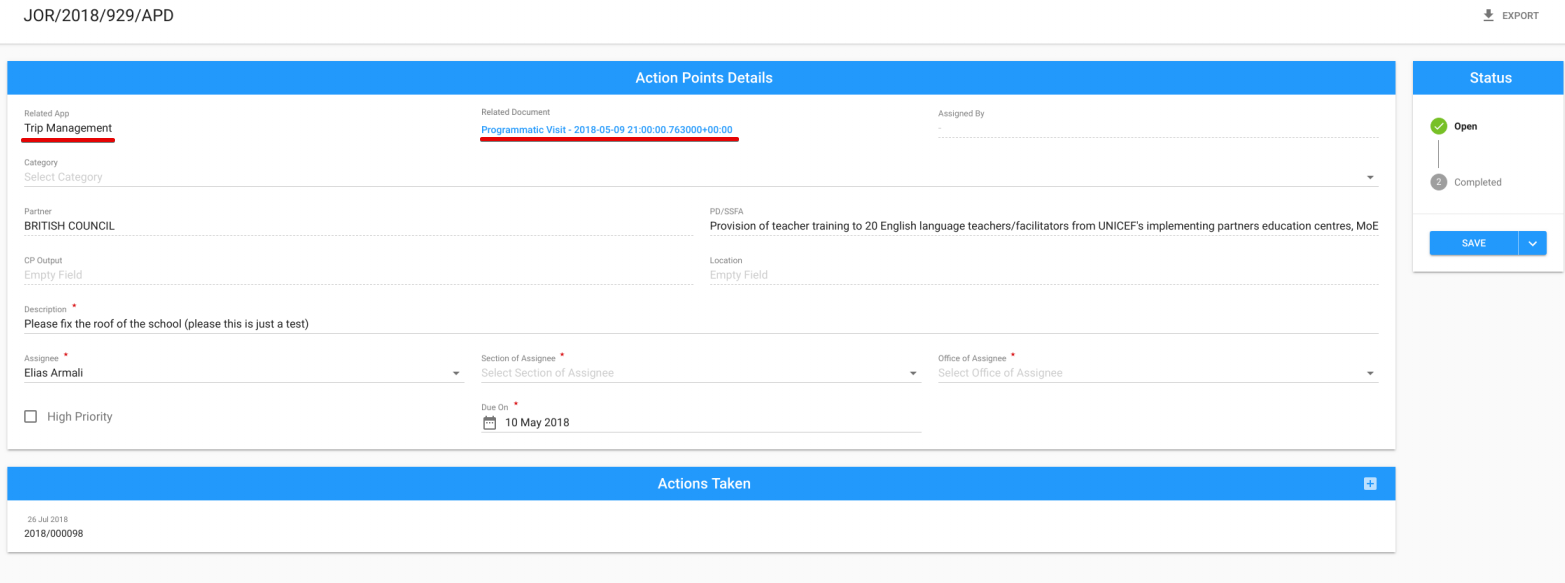 JOR/2018/929/APD
EXPORT
Action Points Details
Status
Related App
Trip Management
Related Document
Programmatic Visit - 2018-05-09 21:00:00.763000+00:00
Assigned By
-
Open
Category
Select Category
2 Completed
Partner
BRITISH COUNCIL
PD/SSFA
Provision of teacher training to 20 English language teachers/facilitators from UNICEF's implementing partners education centres, MoE
SAVE
CP Output
Empty Field
Location
Empty Field
Description *
Please fix the roof of the school (please this is just a test)
Assignee *
Elias Armali
Section of Assignee *
Select Section of Assignee
Office of Assignee *
Select Office of Assignee
High Priority
Due On *
10 May 2018
Actions Taken
26 Jul 2018
2018/000098